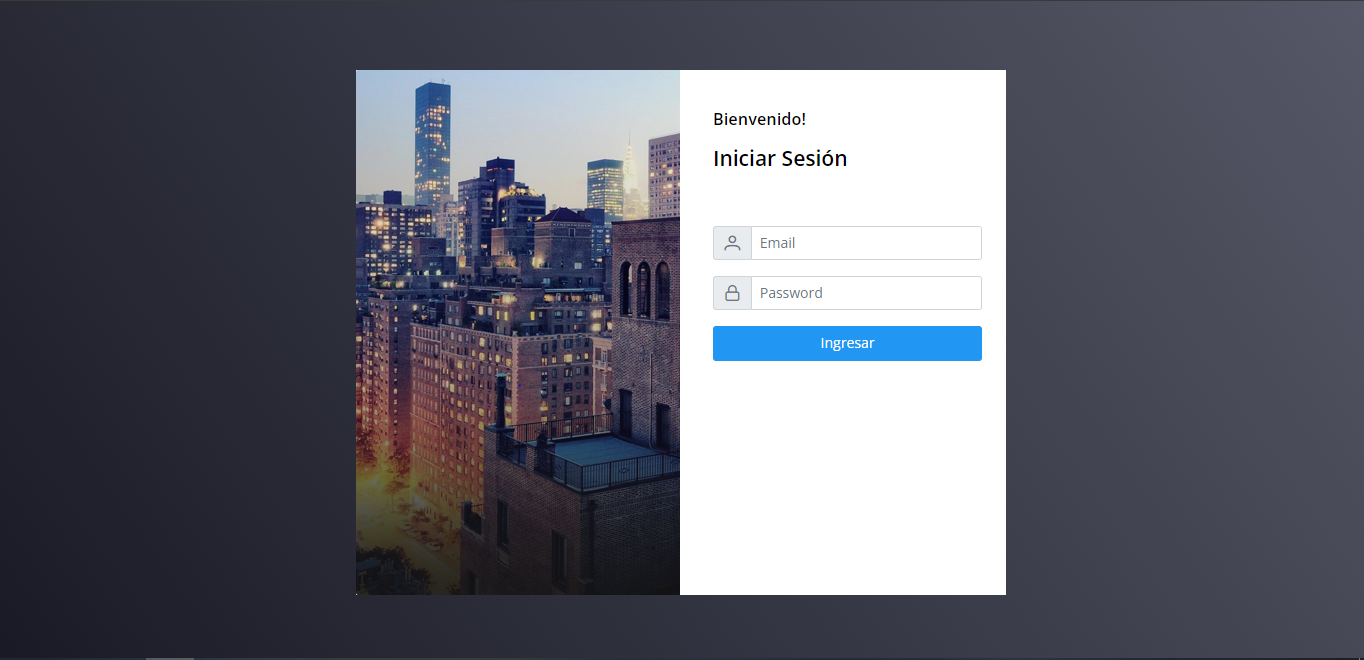 Bienvenido!
Iniciar Sesión
Email
Password
Ingresar